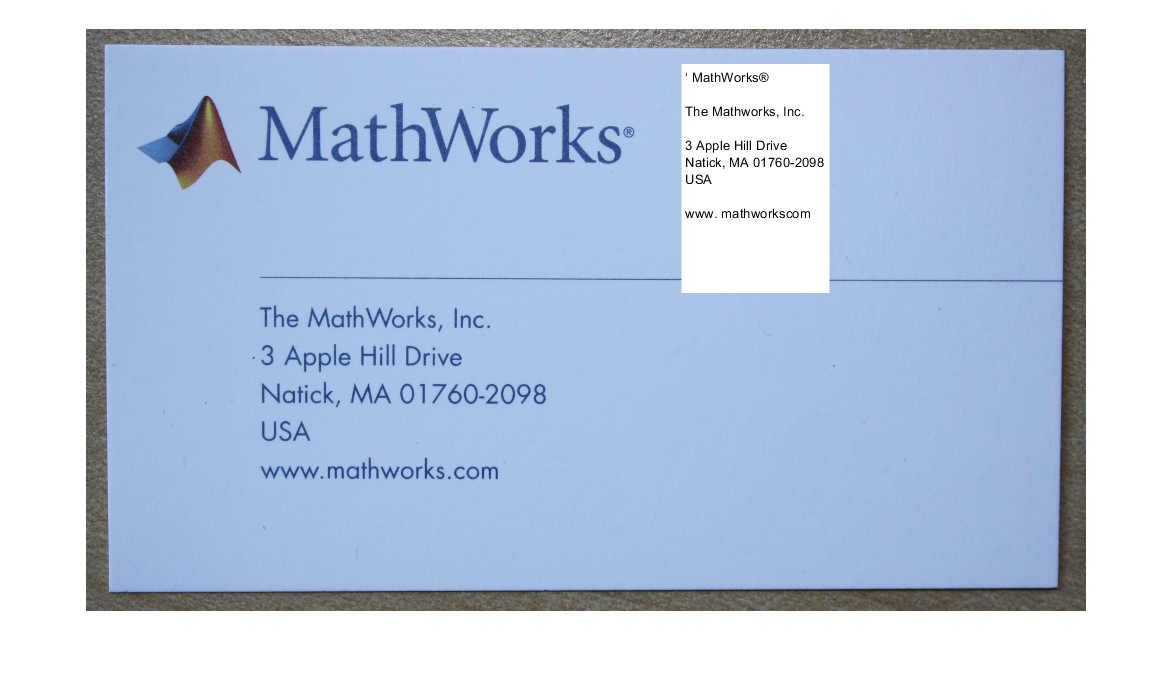 MathWorks®
The MathWorks, Inc.
3 Apple Hill Drive
Natick, MA 01760-2098
USA
www.mathworks.com
‘ MathWorks®
The Mathworks, Inc.
3 Apple Hill Drive
Natick, MA 01760-2098
USA
www. mathworkscom